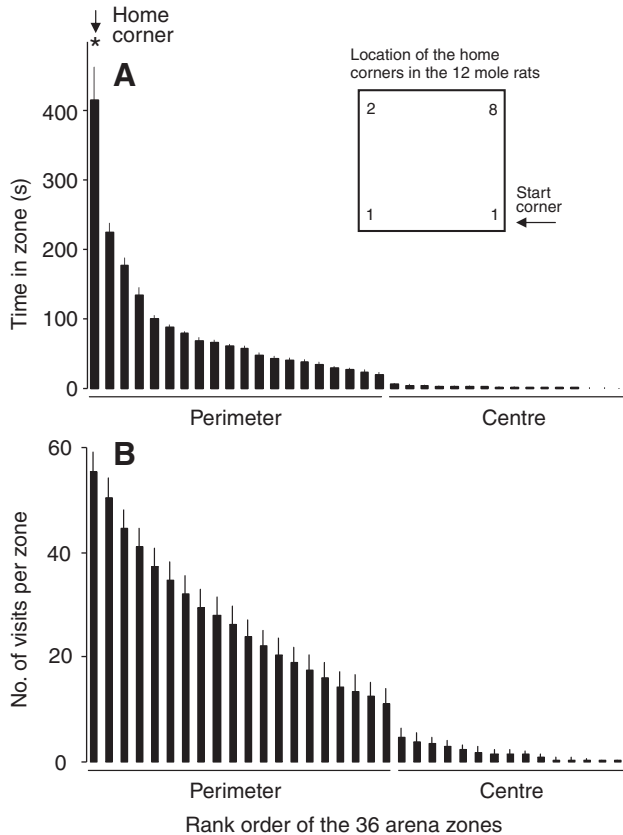 Home
corner
*
A
Location of the home
corners in the 12 mole rats
2 8
1 1
Start
corner
Time in zone (s)
400
300
200
100
0
Perimeter Centre
B
No. of visits per zone
60
40
20
0
Perimeter Centre
Rank order of the 36 arena zones